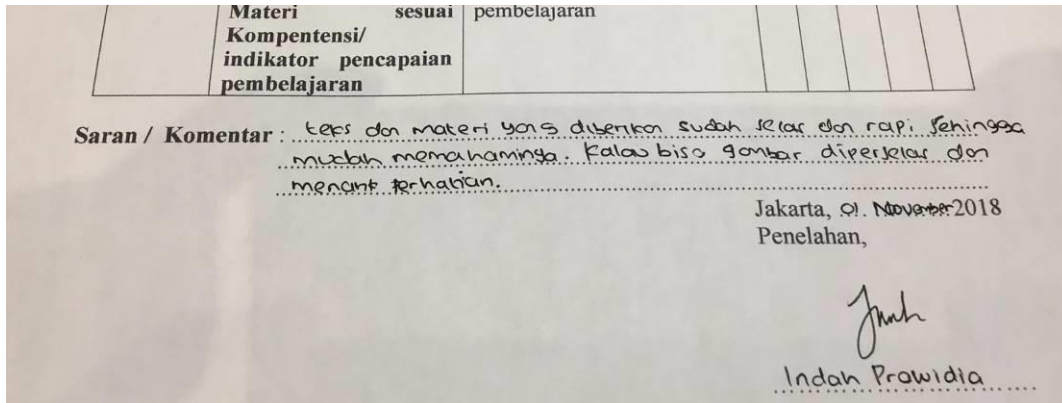 Materi sesuai pembelajaran
Kompentensi/
indikator pencapaian
pembelajaran
Saran / Komentar : teks dan materi yang diberikan sudah jelas dan rapi sehingga
mudah memahaminya. Kalau bisa gambar diperjelas dan
menarik perhatian.
Jakarta, 01. November 2018
Penelahan,
Indah Prawidia